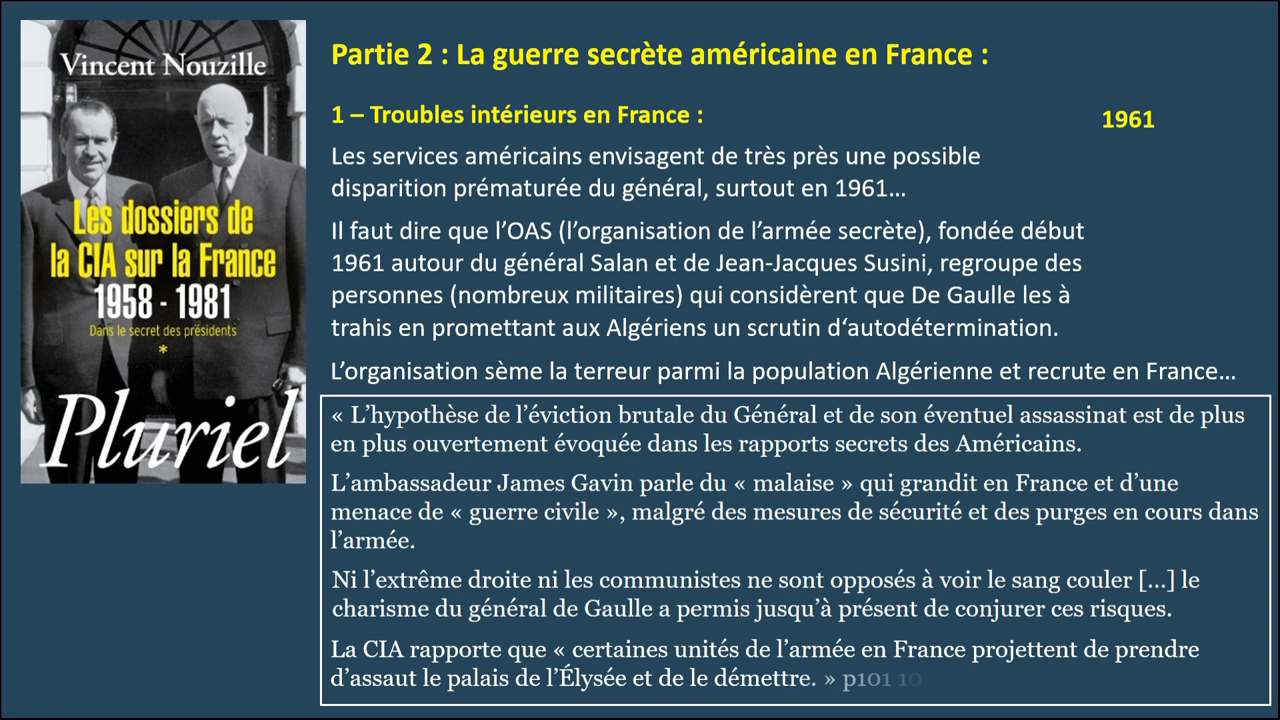 Vincent Nouzille
Les dossiers de
la CIA sur la France
1958 - 1981
Dans le secret des présidents
*
Pluriel
Partie 2 : La guerre secrète américaine en France :
1 – Troubles intérieurs en France :
1961
Les services américains envisagent de très près une possible
disparition prématurée du général, surtout en 1961…
Il faut dire que l’OAS (l’organisation de l’armée secrète), fondée début
1961 autour du général Salan et de Jean-Jacques Susini, regroupe des
personnes (nombreux militaires) qui considèrent que De Gaulle les à
trahis en promettant aux Algériens un scrutin d‘autodétermination.
L’organisation sème la terreur parmi la population Algérienne et recrute en France…
« L’hypothèse de l’éviction brutale du Général et de son éventuel assassinat est de plus
en plus ouvertement évoquée dans les rapports secrets des Américains.
L’ambassadeur James Gavin parle du « malaise » qui grandit en France et d’une
menace de « guerre civile », malgré des mesures de sécurité et des purges en cours dans
l’armée.
Ni l’extrême droite ni les communistes ne sont opposés à voir le sang couler [...] le
charisme du général de Gaulle a permis jusqu’à présent de conjurer ces risques.
La CIA rapporte que « certaines unités de l’armée en France projettent de prendre
d’assaut le palais de l’Élysée et de le démettre. » p101 10